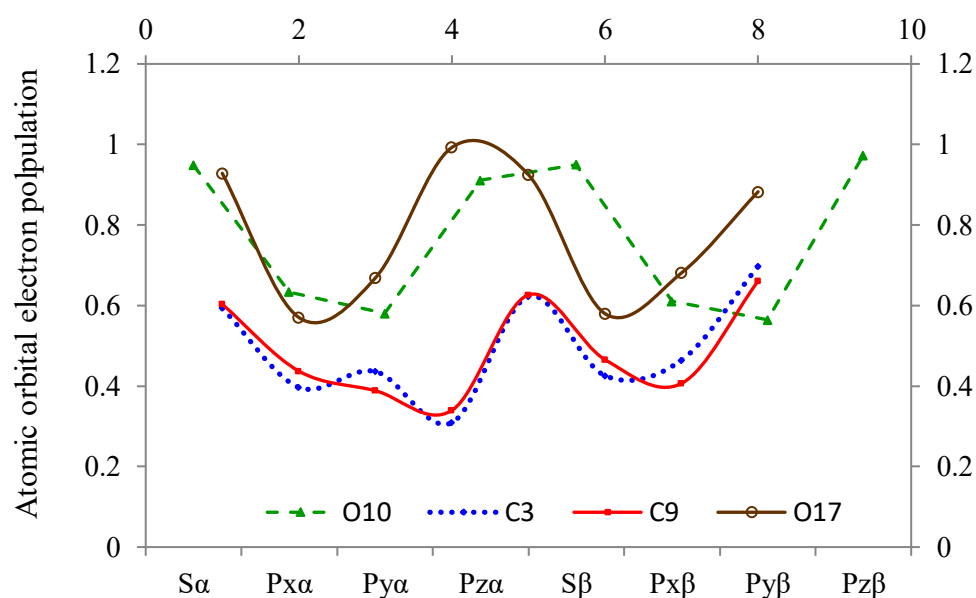 0 2 4 6 8 10
1.2 1.2
1 1
0.8 0.8
0.6 0.6
0.4 0.4
0.2 0.2
0 0
Atomic orbital electron polpulation
O10 C3 C9 O17
Sα Pxα Pyα Pzα Sβ Pxβ Pyβ Pzβ